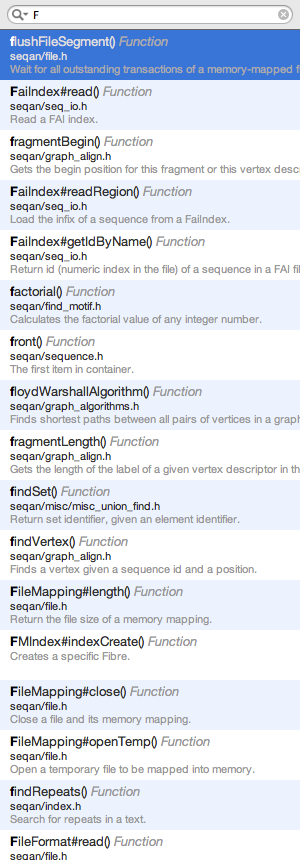 F
flushFileSegment() Function
seqan/file.h
Wait for all outstanding transactions of a memory-mapped f
FaiIndex#read() Function
seqan/seq_io.h
Read a FAI index.
fragmentBegin() Function
seqan/graph_align.h
Gets the begin position for this fragment or this vertex desc
FaiIndex#readRegion() Function
seqan/seq_io.h
Load the infix of a sequence from a FaiIndex.
FaiIndex#getIdByName() Function
seqan/seq_io.h
Return id (numeric index in the file) of a sequence in a FAI fi
factorial() Function
seqan/find_motif.h
Calculates the factorial value of any integer number.
front() Function
seqan/sequence.h
The first item in container.
floydWarshallAlgorithm() Function
seqan/graph_algorithms.h
Finds shortest paths between all pairs of vertices in a graph
fragmentLength() Function
seqan/graph_align.h
Gets the length of the label of a given vertex descriptor in th
findSet() Function
seqan/misc/misc_union_find.h
Return set identifier, given an element identifier.
findVertex() Function
seqan/graph_align.h
Finds a vertex given a sequence id and a position.
FileMapping#length() Function
seqan/file.h
Return the file size of a memory mapping.
FMIndex#indexCreate() Function
Creates a specific Fibre.
FileMapping#close() Function
seqan/file.h
Close a file and its memory mapping.
FileMapping#openTemp() Function
seqan/file.h
Open a temporary file to be mapped into memory.
findRepeats() Function
seqan/index.h
Search for repeats in a text.
FileFormat#read() Function
seqan/file.h